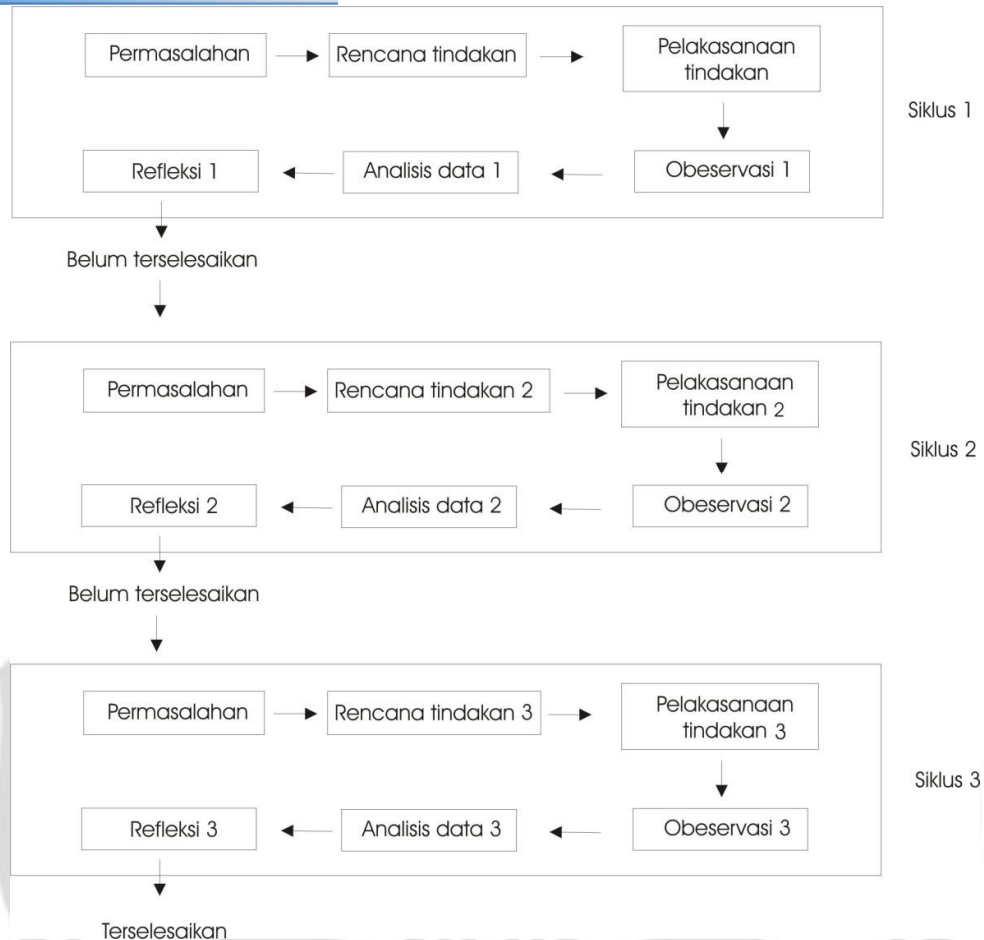 Permasalahan
Rencana tindakan
Pelakasanaan
tindakan
Siklus 1
Refleksi 1
Analisis data 1
Obeservasi 1
Belum terselesaikan
Permasalahan
Rencana tindakan 2
Pelakasanaan
tindakan 2
Siklus 2
Refleksi 2
Analisis data 2
Obeservasi 2
Belum terselesaikan
Permasalahan
Rencana tindakan 3
Pelakasanaan
tindakan 3
Siklus 3
Refleksi 3
Analisis data 3
Obeservasi 3
Terselesaikan